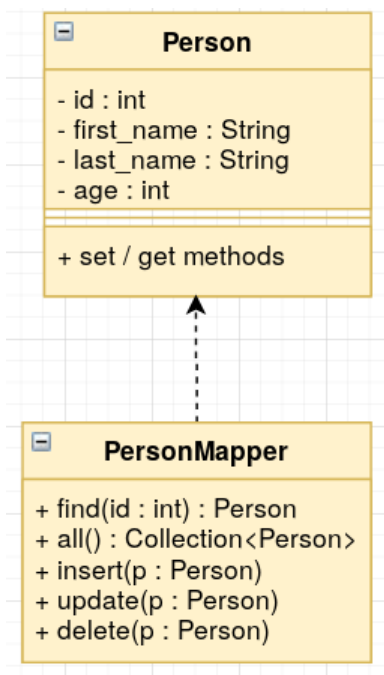 Person
- id : int
- first_name : String
- last_name : String
- age : int
+ set / get methods
PersonMapper
+ find(id : int) : Person
+ all() : Collection<Person>
+ insert(p : Person)
+ update(p : Person)
+ delete(p : Person)